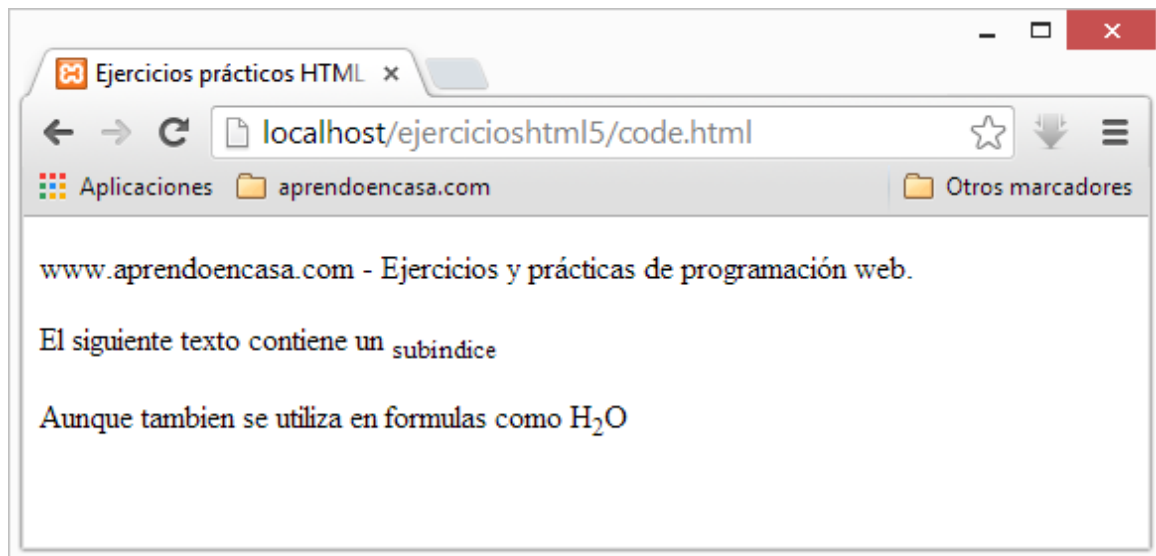 Ejercicios prácticos HTML
localhost/ejercicioshtml5/code.html
Aplicaciones aprendoencasa.com Otros marcadores
www.aprendoencasa.com - Ejercicios y prácticas de programación web.
El siguiente texto contiene un subindice
Aunque tambien se utiliza en formulas como H₂O